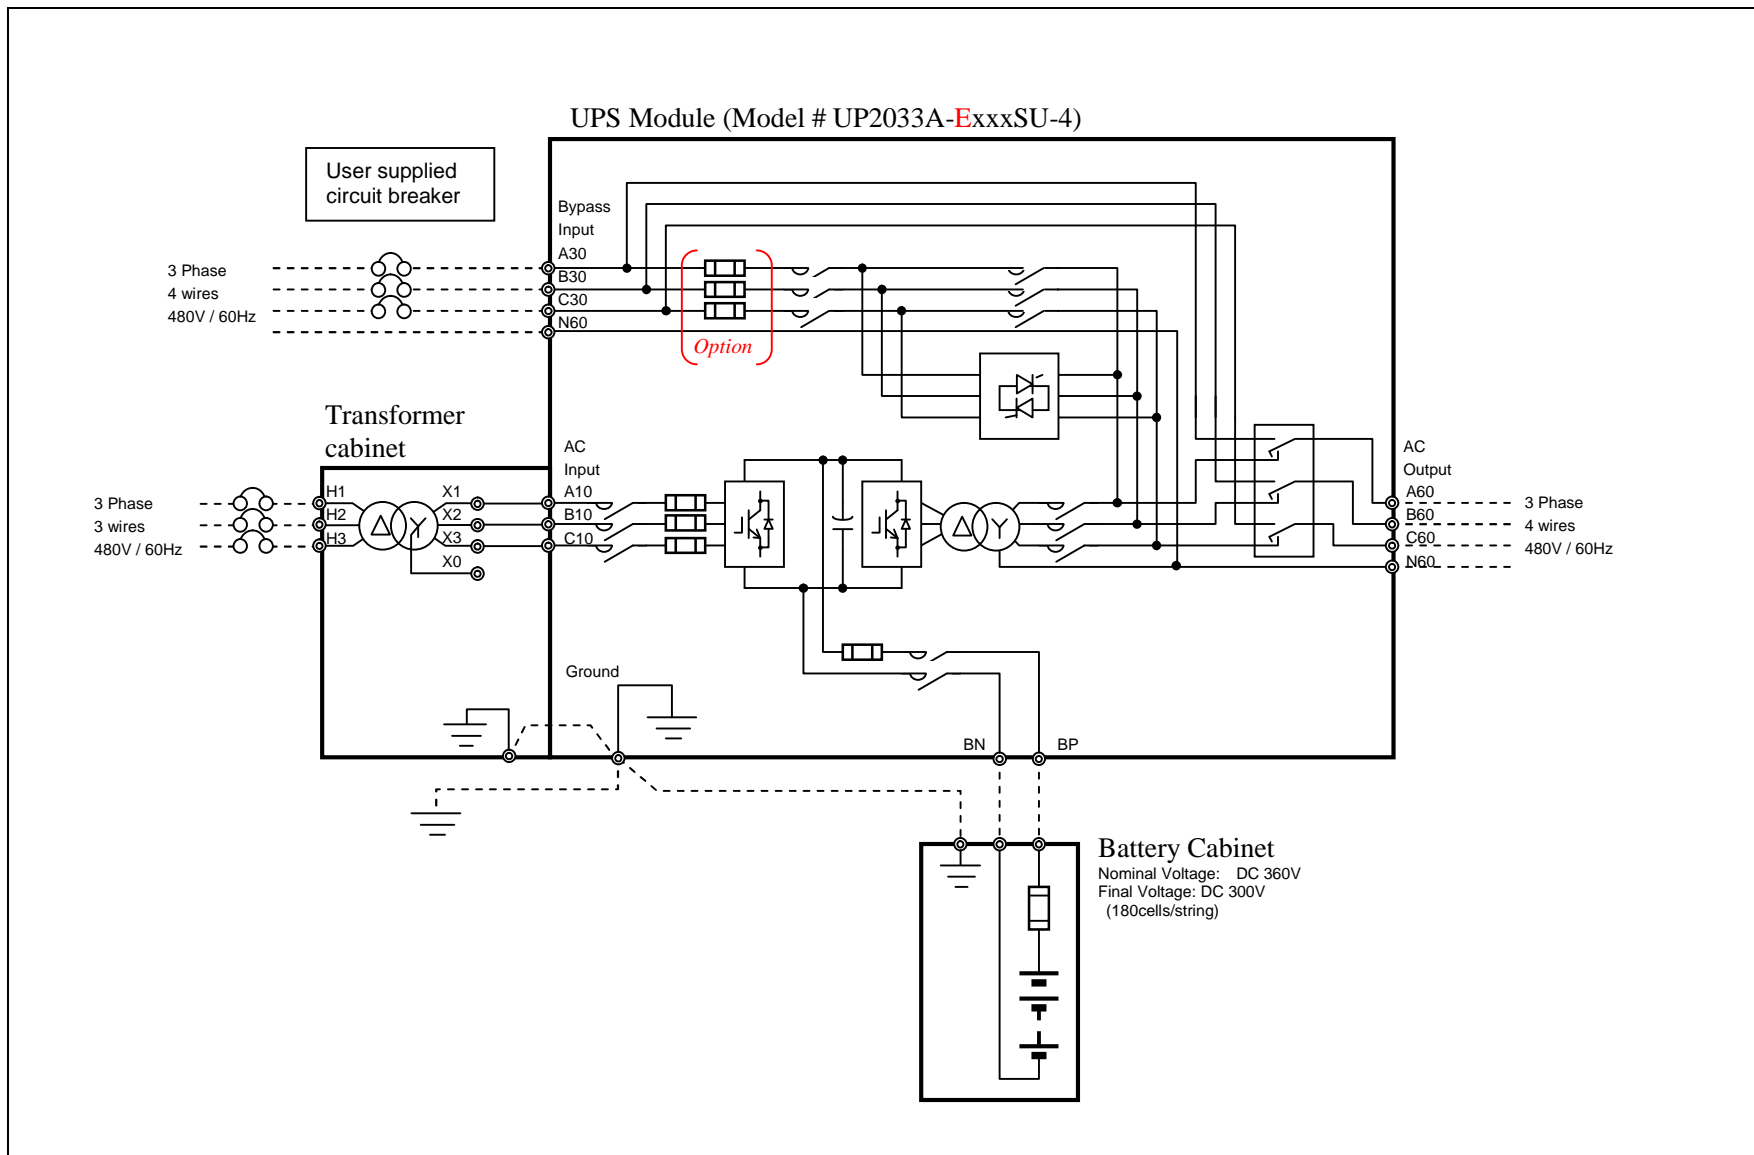 UPS Module (Model # UP2033A-ExxxSU-4)
User supplied
circuit breaker
Bypass
Input
A30
B30
C30
N60
3 Phase
4 wires
480V / 60Hz
Option
Transformer
cabinet
H1
H2
H3
X1
X2
X3
X0
3 Phase
3 wires
480V / 60Hz
AC
Input
A10
B10
C10
AC
Output
A60
B60
C60
N60
3 Phase
4 wires
480V / 60Hz
Ground
BN
BP
Battery Cabinet
Nominal Voltage: DC 360V
Final Voltage: DC 300V
(180cells/string)